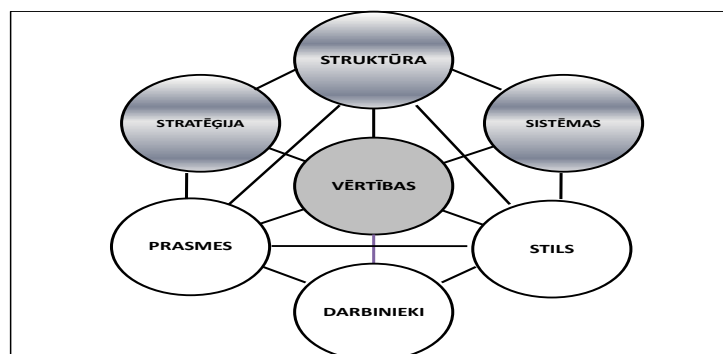 STRUKTŪRA
STRATĒĢIJA
SISTĒMAS
VĒRTĪBAS
PRASMES
STILS
DARBINIEKI